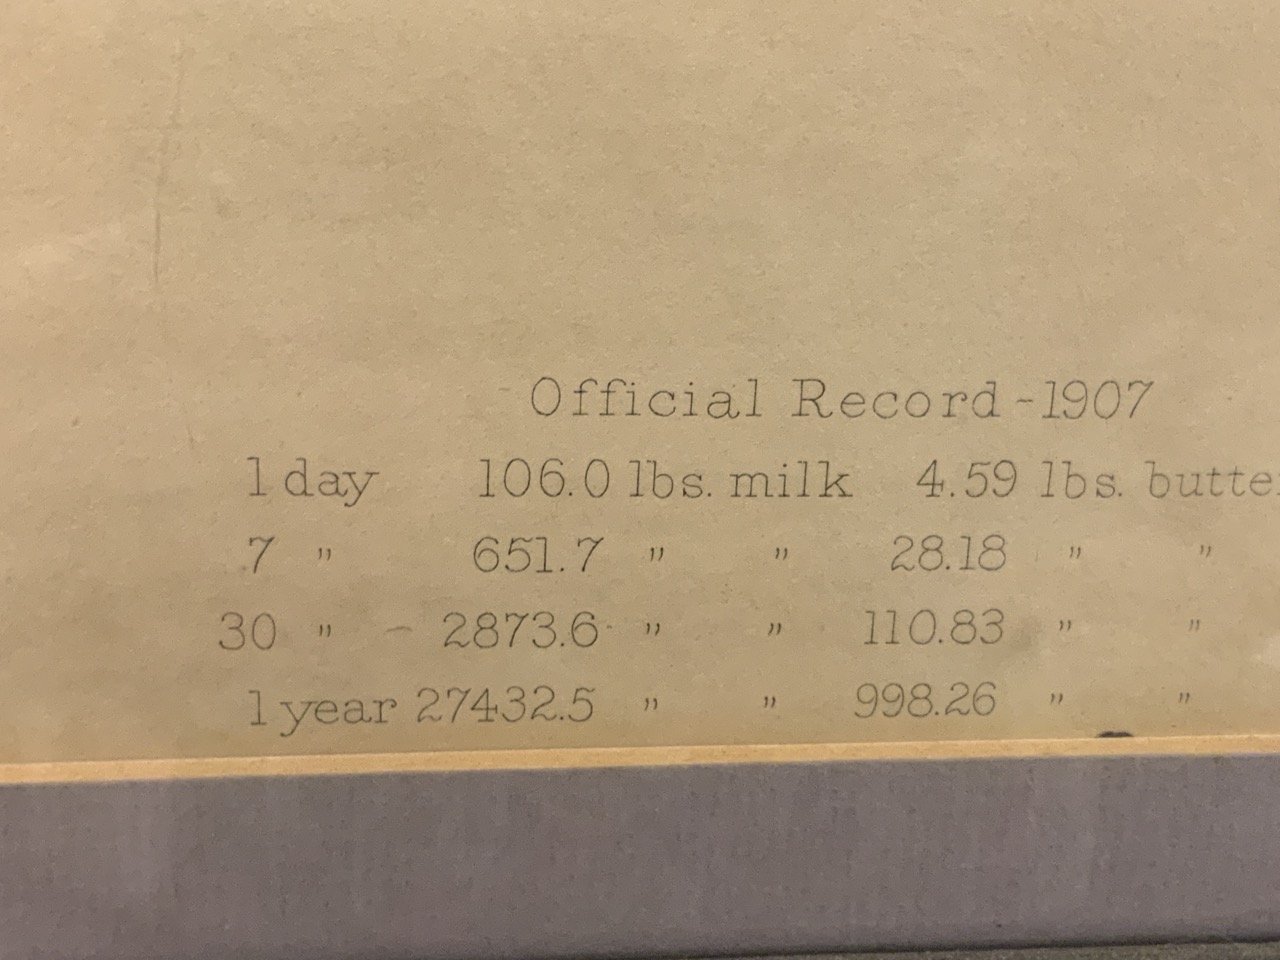 Official Record - 1907
1 day 106.0 lbs. milk 4.59 lbs. butte
7 " 651.7 " " 28.18 " "
30 " - 2873.6 " " 110.83 " "
1 year 27432.5 " " 998.26 " "